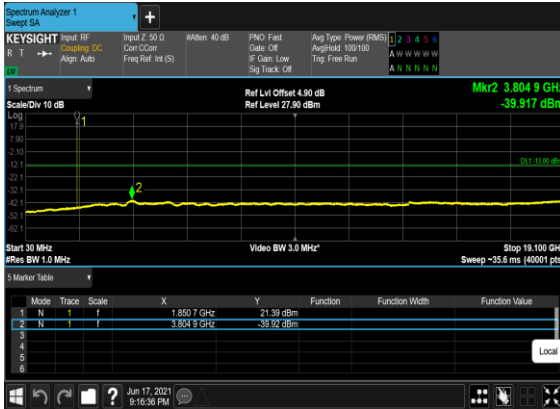 Spectrum Analyzer 1
Swept SA
+
KEYSIGHT Input: RF Input Z: 50 Ω #Atten: 40 dB PNO: Fast Avg Type: Power (RMS) 1 2 3 4 5 6
R T Coupling: DC Corr CCorr Gate: Off Avg|Hold: 100/100 A W W W W W
Align: Auto Freq Ref: Int (S) IF Gain: Low Trig: Free Run
Sig Track: Off A N N N N N
1 Spectrum Ref Lvl Offset 4.90 dB Mkr2 3.804 9 GHz
Scale/Div 10 dB Ref Level 27.90 dBm -39.917 dBm
Log
17.9
7.90
-2.10
-12.1
-22.1
-32.1
-42.1
-52.1
-62.1
1
2
DL1 -13.00 dBm
Start 30 MHz Video BW 3.0 MHz* Stop 19.100 GH
#Res BW 1.0 MHz Sweep ~35.6 ms (40001 pts
5 Marker Table
Mode Trace Scale X Y Function Function Width Function Value
1 N 1 f 1.850 7 GHz 21.39 dBm
2 N 1 f 3.804 9 GHz -39.92 dBm
3
4
5
6
Local
? Jun 17, 2021
9:16:36 PM